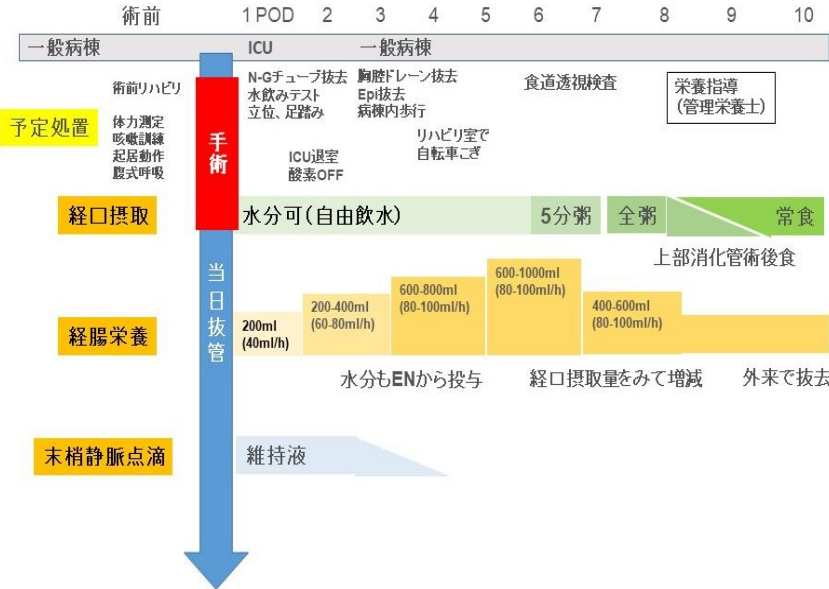 術前 1 POD 2 3 4 5 6 7 8 9 10
一般病棟 ICU 一般病棟
予定処置
術前リハビリ
体力測定
咳嗽訓練
起居動作
腹式呼吸
手術
N-Gチューブ抜去
水飲みテスト
立位、足踏み
ICU退室
酸素OFF
胸腔ドレーン抜去
Epi抜去
病棟内歩行
リハビリ室で
自転車こぎ
食道透視検査
栄養指導
(管理栄養士)
経口摂取
水分可(自由飲水)
5分粥
全粥
常食
上部消化管術後食
当日抜管
経腸栄養
200ml
(40ml/h)
200-400ml
(60-80ml/h)
600-800ml
(80-100ml/h)
600-1000ml
(80-100ml/h)
400-600ml
(80-100ml/h)
水分もENから投与
経口摂取量をみて増減
外来で抜去
末梢静脈点滴
維持液